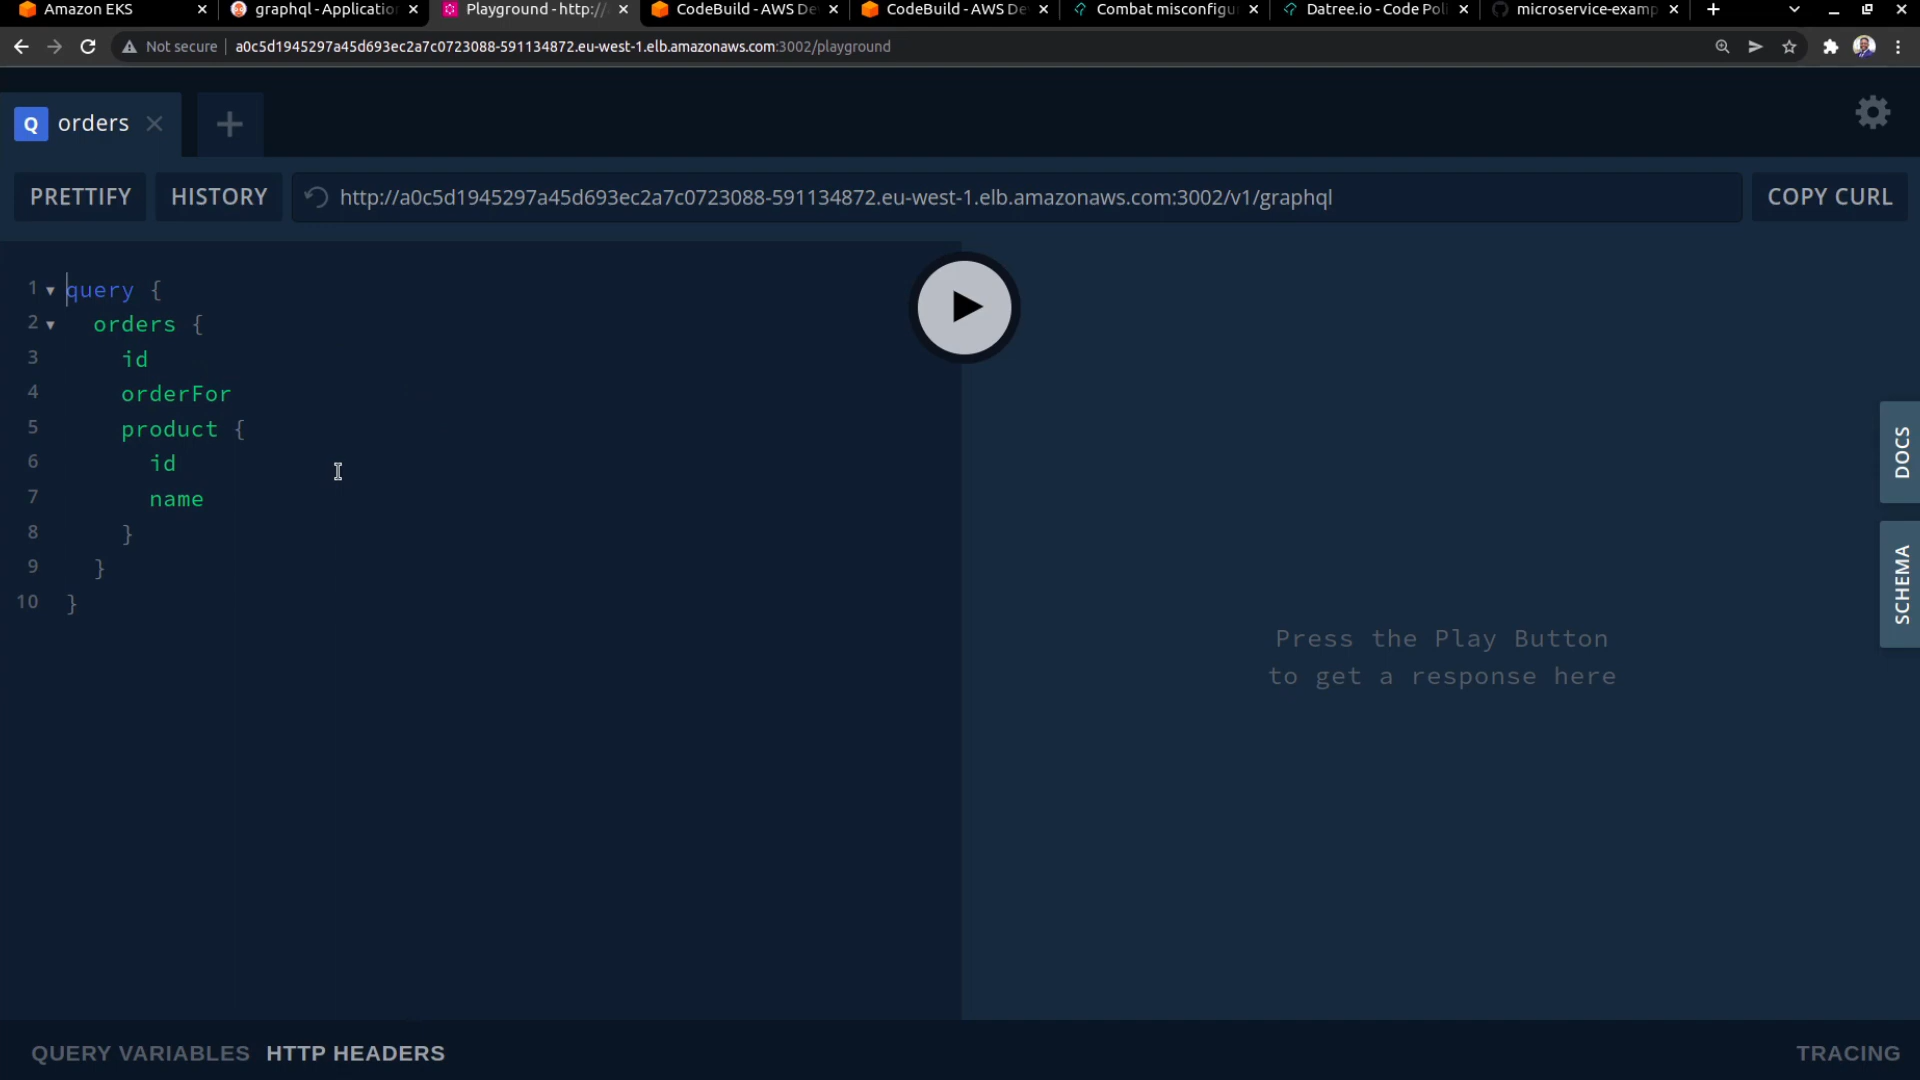 Amazon EKS
graphql - Applicatio
Playground - http://
CodeBuild - AWS De
CodeBuild - AWS De
Combat misconfigu
Datree.io - Code Poli
microservice-examp
Not secure
a0c5d1945297a45d693ec2a7c0723088-591134872.eu-west-1.elb.amazonaws.com:3002/playground
Q orders
PRETTIFY
HISTORY
http://a0c5d1945297a45d693ec2a7c0723088-591134872.eu-west-1.elb.amazonaws.com:3002/v1/graphql
COPY CURL
1 query {
2 orders {
3 id
4 orderFor
5 product {
6 id
7 name
8 }
9 }
10 }
Press the Play Button
to get a response here
DOCS
SCHEMA
QUERY VARIABLES
HTTP HEADERS
TRACING